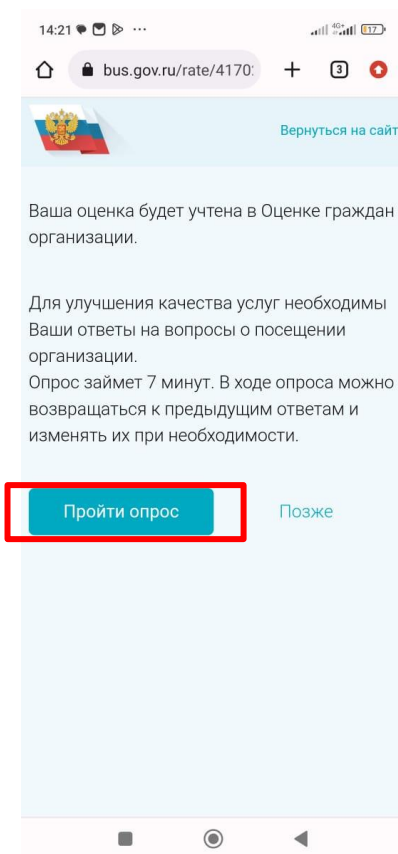 14:21 ...
4G+ 17
bus.gov.ru/rate/4170 3
Вернуться на сайт
Ваша оценка будет учтена в Оценке граждан
организации.
Для улучшения качества услуг необходимы
Ваши ответы на вопросы о посещении
организации.
Опрос займет 7 минут. В ходе опроса можно
возвращаться к предыдущим ответам и
изменять их при необходимости.
Пройти опрос Позже